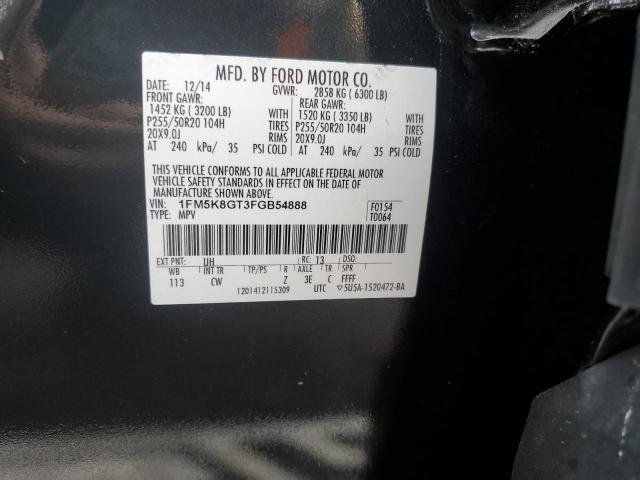 MFD. BY FORD MOTOR CO.
DATE: 12/14 GVWR: 2858 KG ( 6300 LB)
FRONT GAWR: REAR GAWR:
1452 KG ( 3200 LB) WITH 1520 KG ( 3350 LB) WITH
P255/50R20 104H TIRES P255/50R20 104H TIRES
20X9.0J RIMS 20X9.0J RIMS
AT 240 kPa/ 35 PSI COLD AT 240 kPa/ 35 PSI COLD
THIS VEHICLE CONFORMS TO ALL APPLICABLE FEDERAL MOTOR
VEHICLE SAFETY STANDARDS IN EFFECT ON THE DATE OF
MANUFACTURE SHOWN ABOVE.
VIN: 1FM5K8GT3FGB54888 F0154
TYPE: MPV T0064
EXT PNT: UH RC: 13 DSO:
WB INT TR TP/PS R AXLE TR SPR
113 CW Z 3E C FFFF
1201412115309 UTC ▽5U5A-1520472-BA